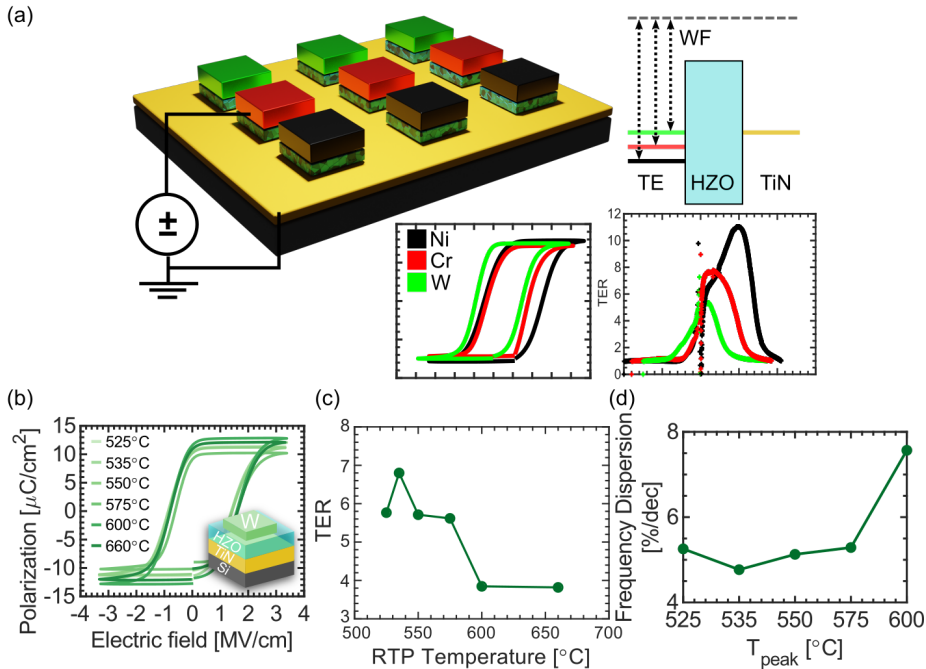 (a)
WF
TE
HZO
TiN
±
Ni
Cr
W
TER
12
10
8
6
4
2
0
(b)
Polarization [μC/cm²]
15
10
5
0
-5
-10
-15
525°C
535°C
550°C
575°C
600°C
660°C
W
HZO
TiN
Si
-4 -3 -2 -1 0 1 2 3 4
Electric field [MV/cm]
(c)
TER
8
7
6
5
4
3
500 550 600 650 700
RTP Temperature [°C]
(d)
Frequency Dispersion
[%/dec]
8
6
4
525 535 550 575 600
T_peak [°C]